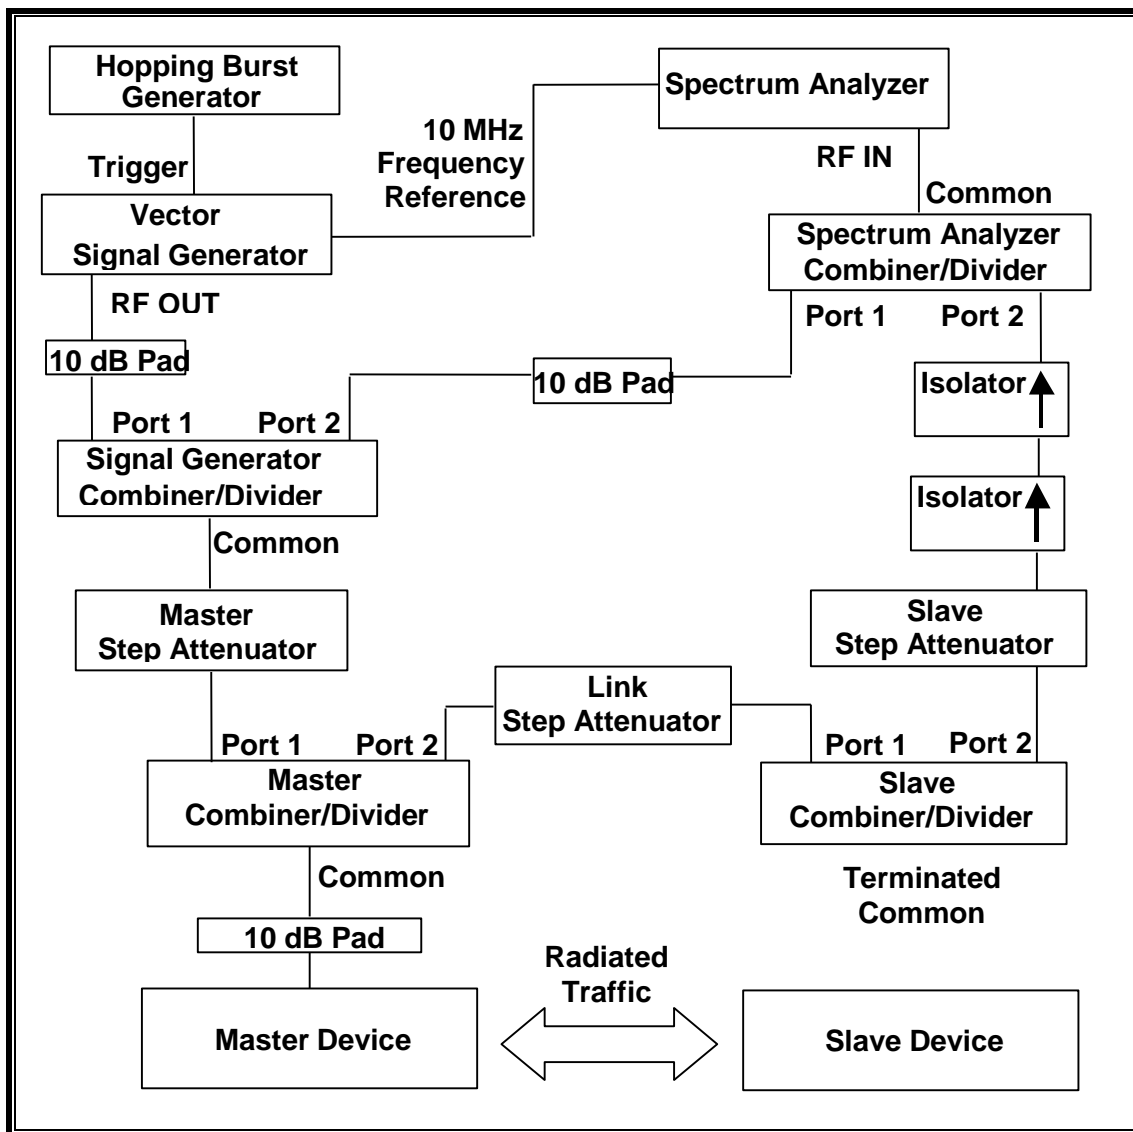 Hopping Burst
Generator
Spectrum Analyzer
10 MHz
Frequency
Reference
Trigger
RF IN
Common
Vector
Signal Generator
Spectrum Analyzer
Combiner/Divider
RF OUT
Port 1
Port 2
10 dB Pad
10 dB Pad
Isolator
Port 1
Port 2
Signal Generator
Combiner/Divider
Isolator
Common
Master
Step Attenuator
Slave
Step Attenuator
Link
Step Attenuator
Port 1
Port 2
Port 1
Port 2
Master
Combiner/Divider
Slave
Combiner/Divider
Common
Terminated
Common
10 dB Pad
Radiated
Traffic
Master Device
Slave Device